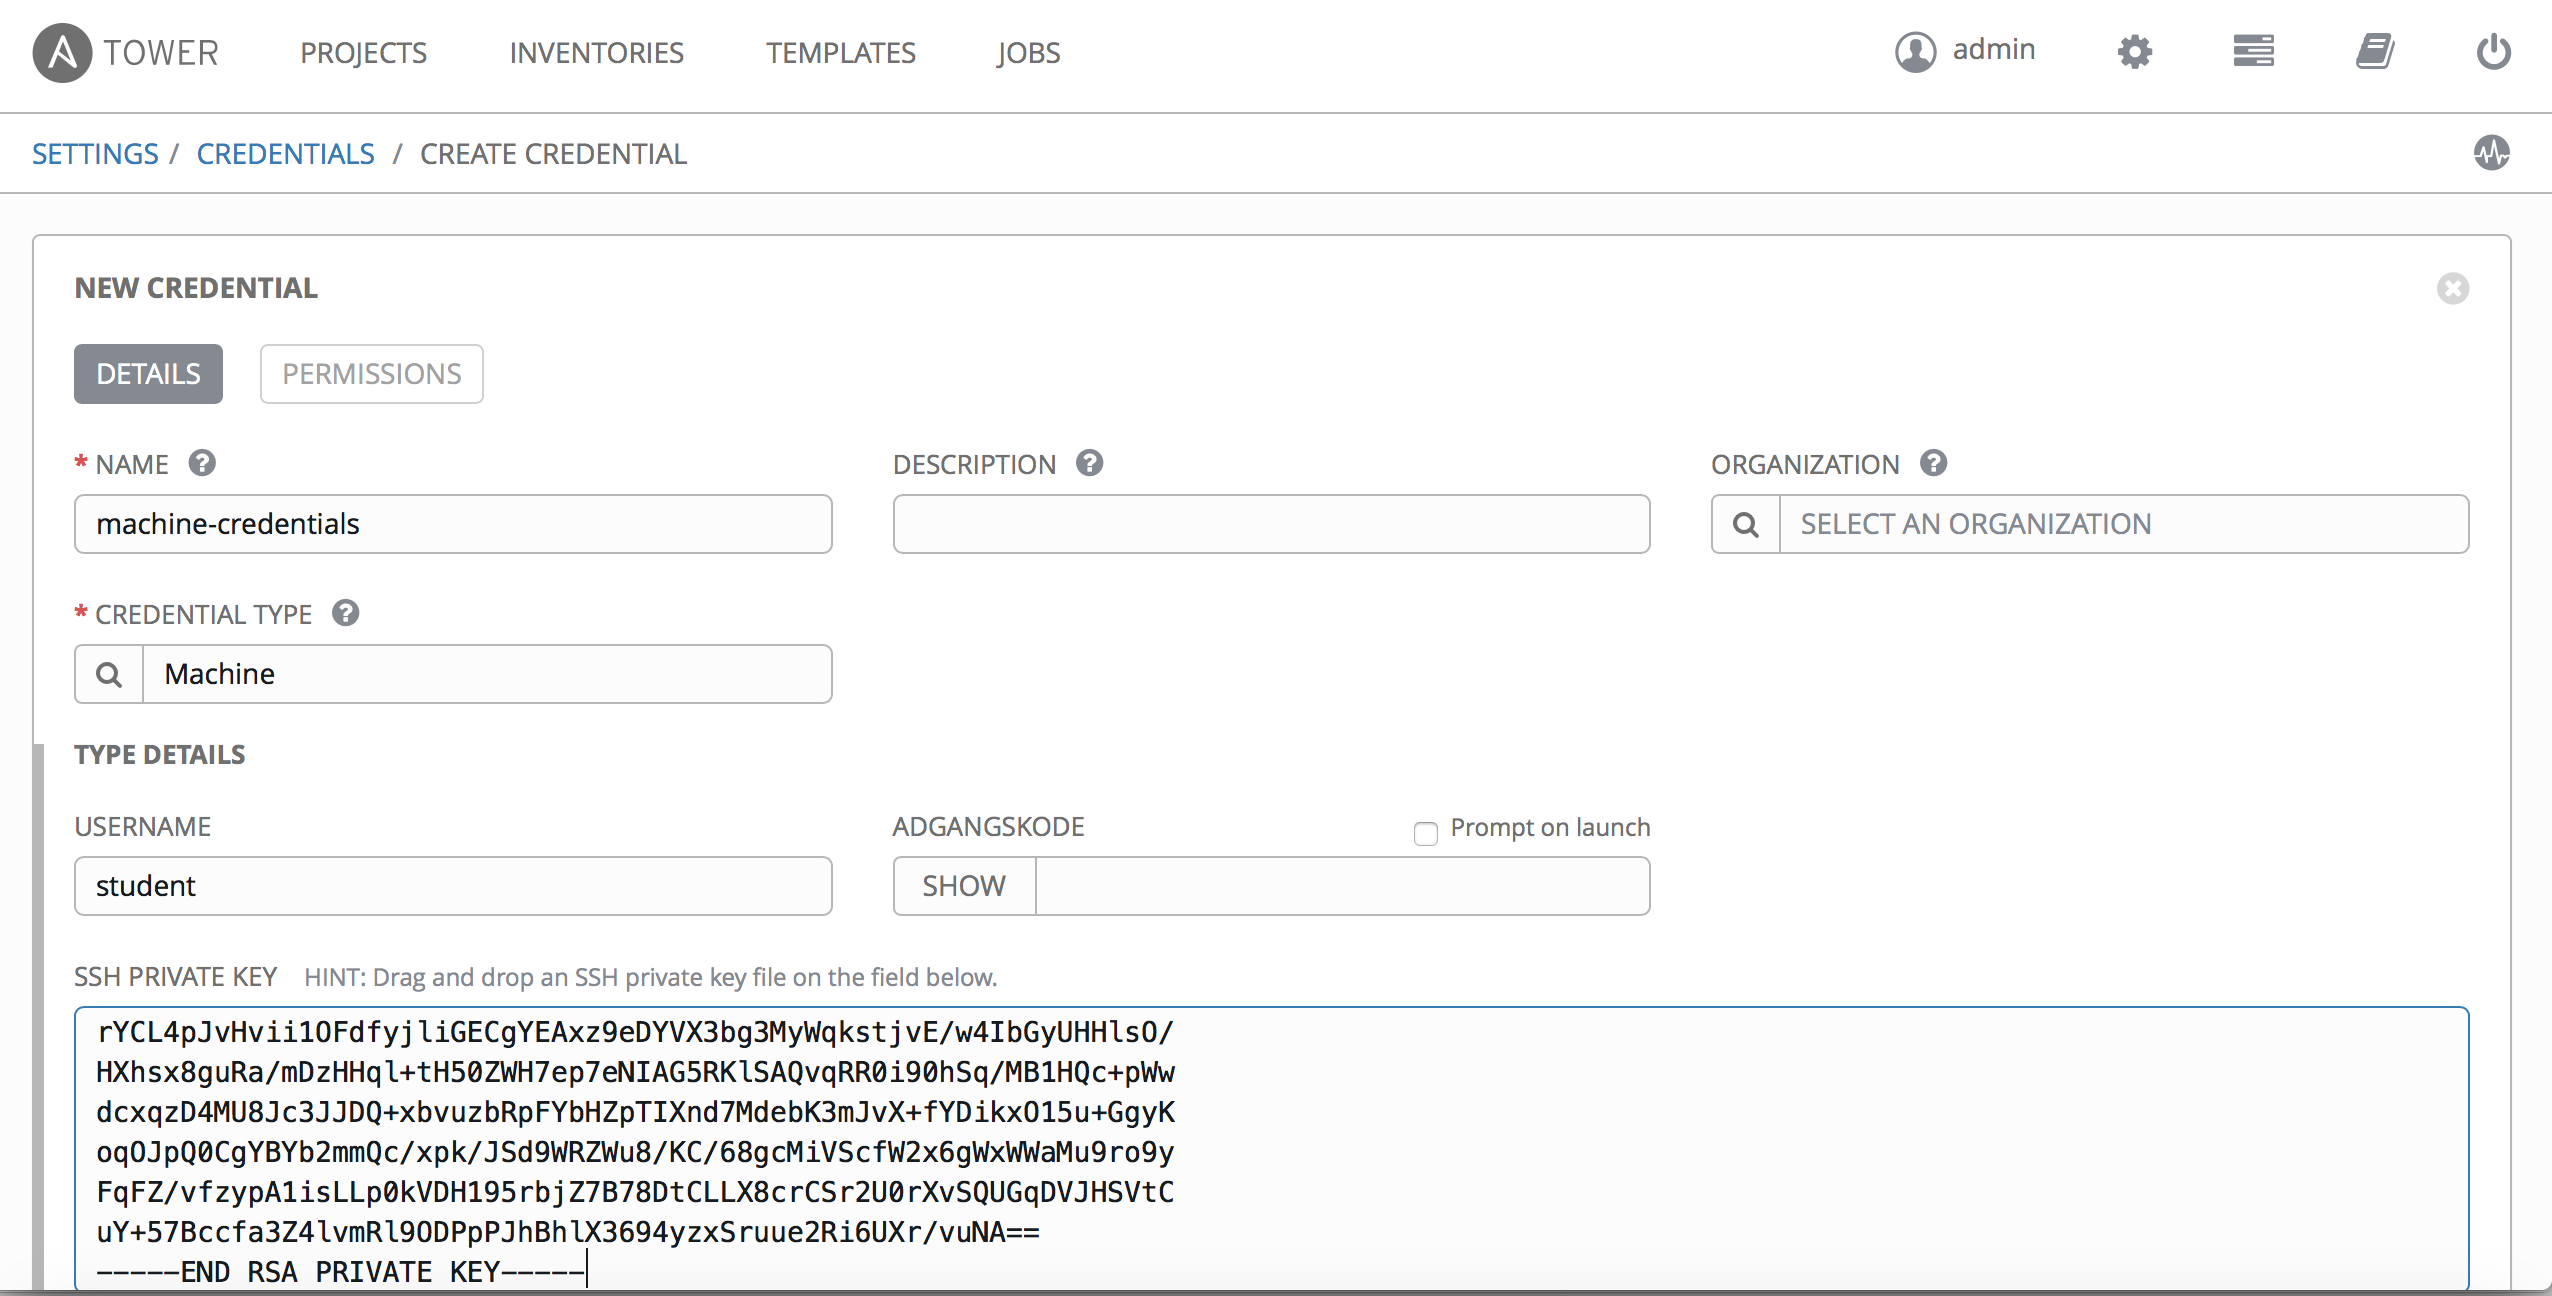 TOWER PROJECTS INVENTORIES TEMPLATES JOBS admin
SETTINGS / CREDENTIALS / CREATE CREDENTIAL
NEW CREDENTIAL
DETAILS PERMISSIONS
* NAME ? DESCRIPTION ? ORGANIZATION ?
machine-credentials SELECT AN ORGANIZATION
* CREDENTIAL TYPE ?
Machine
TYPE DETAILS
USERNAME ADGANGSKODE Prompt on launch
student SHOW
SSH PRIVATE KEY HINT: Drag and drop an SSH private key file on the field below.
rYCL4pJvHvii1OFdfyjliGECgYEAxz9eDYVX3bg3MyWqkstjvE/w4IbGyUHHlsO/
HXhsx8guRa/mDzHHql+tH50ZWH7ep7eNIAG5RKlSAQvqRR0i90hSq/MB1HQc+pWw
dcxqzD4MU8Jc3JJDQ+xbvuzbRpFYbHZpTIXnd7MdebK3mJvX+fYDikxO15u+GgyK
oqOJpQ0CgYBYb2mmQc/xpk/JSd9WRZWu8/KC/68gcMiVScfW2x6gWxWWaMu9ro9y
FqFZ/vfzypA1isLLp0kVDH195rbjZ7B78DtCLLX8crCSr2U0rXvSQUGqDVJHSVtC
uY+57Bccfa3Z4lvmRl9ODPpPJhBhlX3694yzxSruue2Ri6UXr/vuNA==
-----END RSA PRIVATE KEY-----